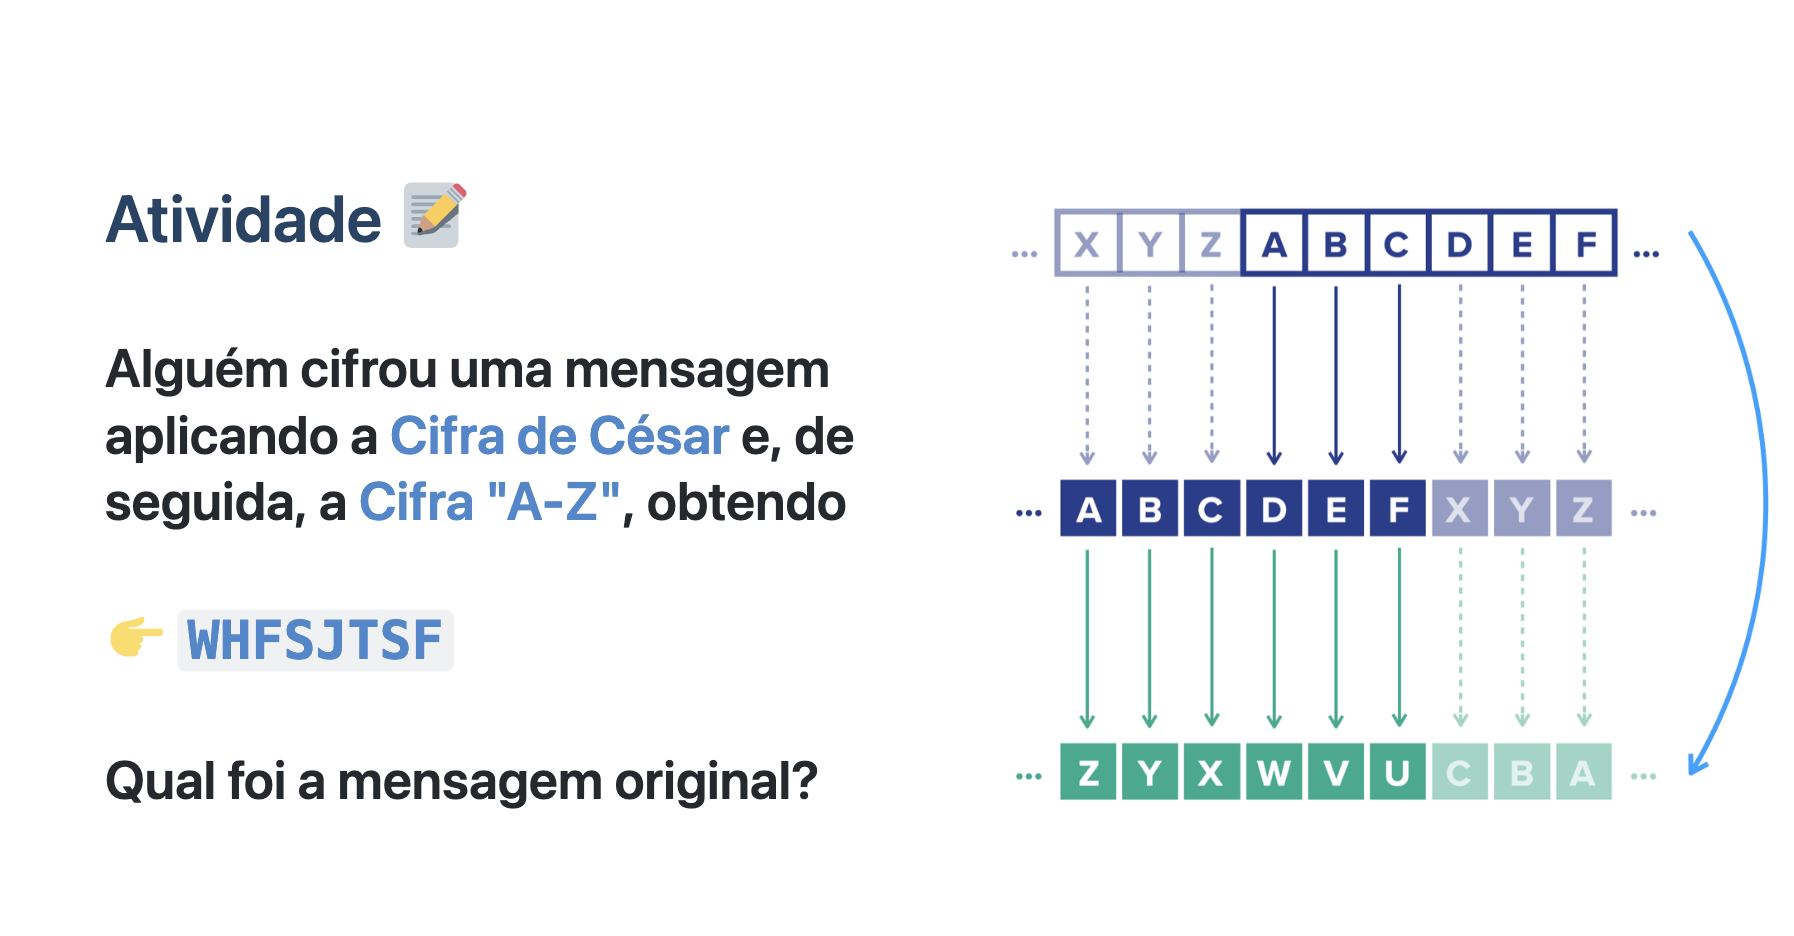 Atividade 📝
Alguém cifrou uma mensagem
aplicando a Cifra de César e, de
seguida, a Cifra "A-Z", obtendo
👉 WHFSJTSF
Qual foi a mensagem original?
... X Y Z A B C D E F ...
... A B C D E F X Y Z ...
... Z Y X W V U C B A ...